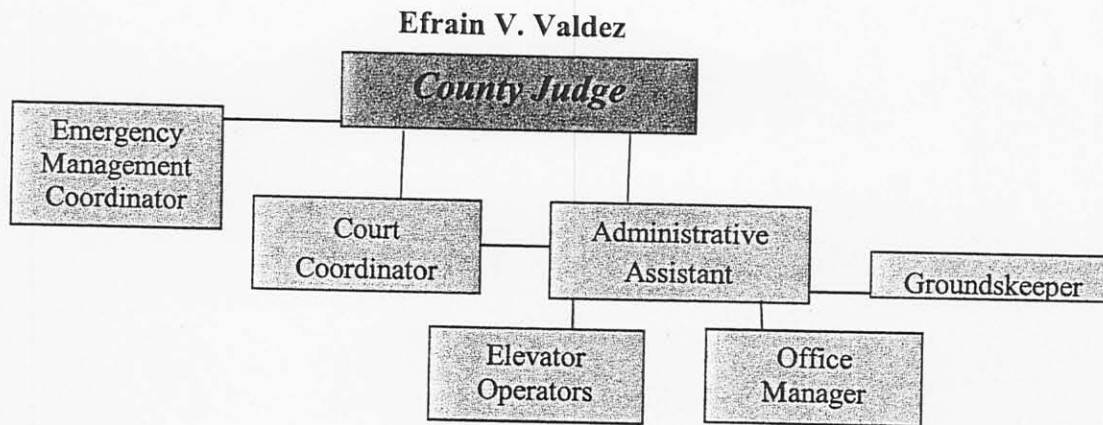 Efrain V. Valdez
County Judge
Emergency
Management
Coordinator
Court
Coordinator
Administrative
Assistant
Groundskeeper
Elevator
Operators
Office
Manager